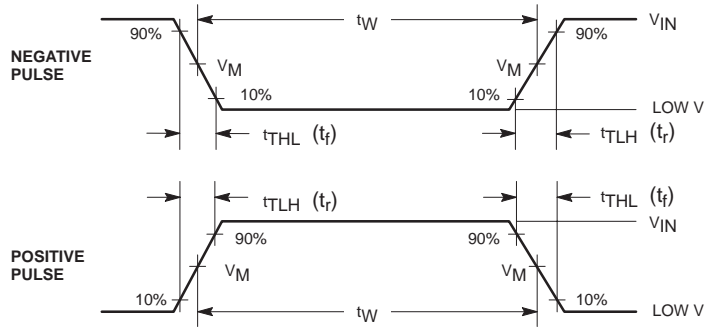 tW
VIN
90%
90%
NEGATIVE
PULSE
VM
VM
10%
10%
LOW V
tTHL (tf)
tTLH (tr)
tTLH (tr)
tTHL (tf)
VIN
90%
90%
POSITIVE
PULSE
VM
VM
10%
10%
tW
LOW V